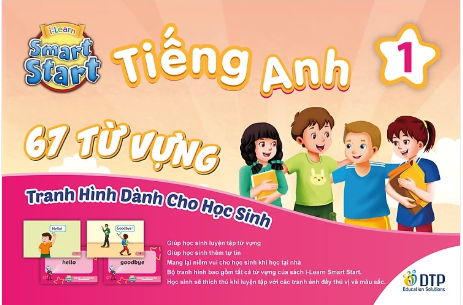 i-Learn
Smart
Start
Tiếng Anh
1
67 TỪ VỰNG
Tranh Hình Dành Cho Học Sinh
Hello!
Goodbye!
hello
goodbye
Giúp học sinh luyện tập từ vựng
Giúp học sinh thêm tự tin
Mang lại niềm vui cho học sinh khi học tại nhà
Bộ tranh hình bao gồm tất cả từ vựng của sách i-Learn Smart Start.
Học sinh sẽ thích thú khi luyện tập với các tranh ảnh đầy thú vị và màu sắc.
DTP
Education Solutions